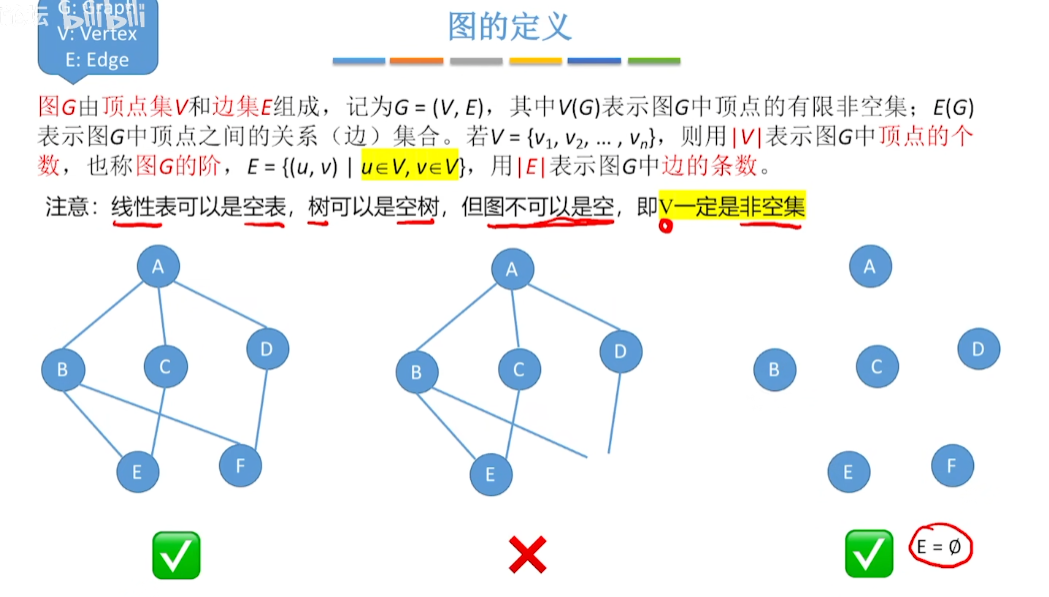 G: Graph
V: Vertex
E: Edge
bilibili
图的定义
图G由顶点集V和边集E组成，记为G = (V, E)，其中V(G)表示图G中顶点的有限非空集；E(G)
表示图G中顶点之间的关系（边）集合。若V = {v₁, v₂, … , vₙ}，则用|V|表示图G中顶点的个
数，也称图G的阶，E = {(u, v) | u∈V, v∈V}，用|E|表示图G中边的条数。
注意：线性表可以是空表，树可以是空树，但图不可以是空，即V一定是非空集
A
B
C
D
E
F
A
B
C
D
E
A
B
C
D
E
F
E = Ø